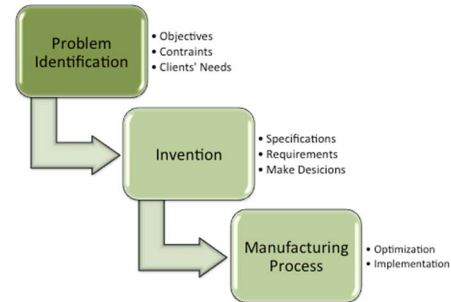 Problem
Identification
• Objectives
• Contraints
• Clients' Needs
Invention
• Specifications
• Requirements
• Make Desicions
Manufacturing
Process
• Optimization
• Implementation